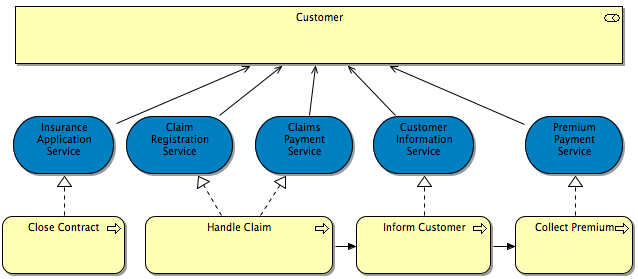 Customer
Insurance
Application
Service
Claim
Registration
Service
Claims
Payment
Service
Customer
Information
Service
Premium
Payment
Service
Close Contract
Handle Claim
Inform Customer
Collect Premium